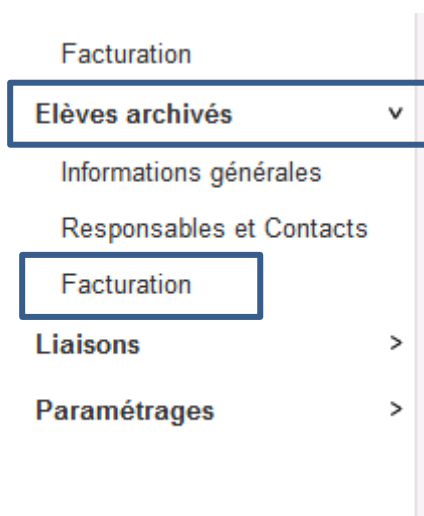 Facturation
Elèves archivés v
Informations générales
Responsables et Contacts
Facturation
Liaisons >
Paramétrages >